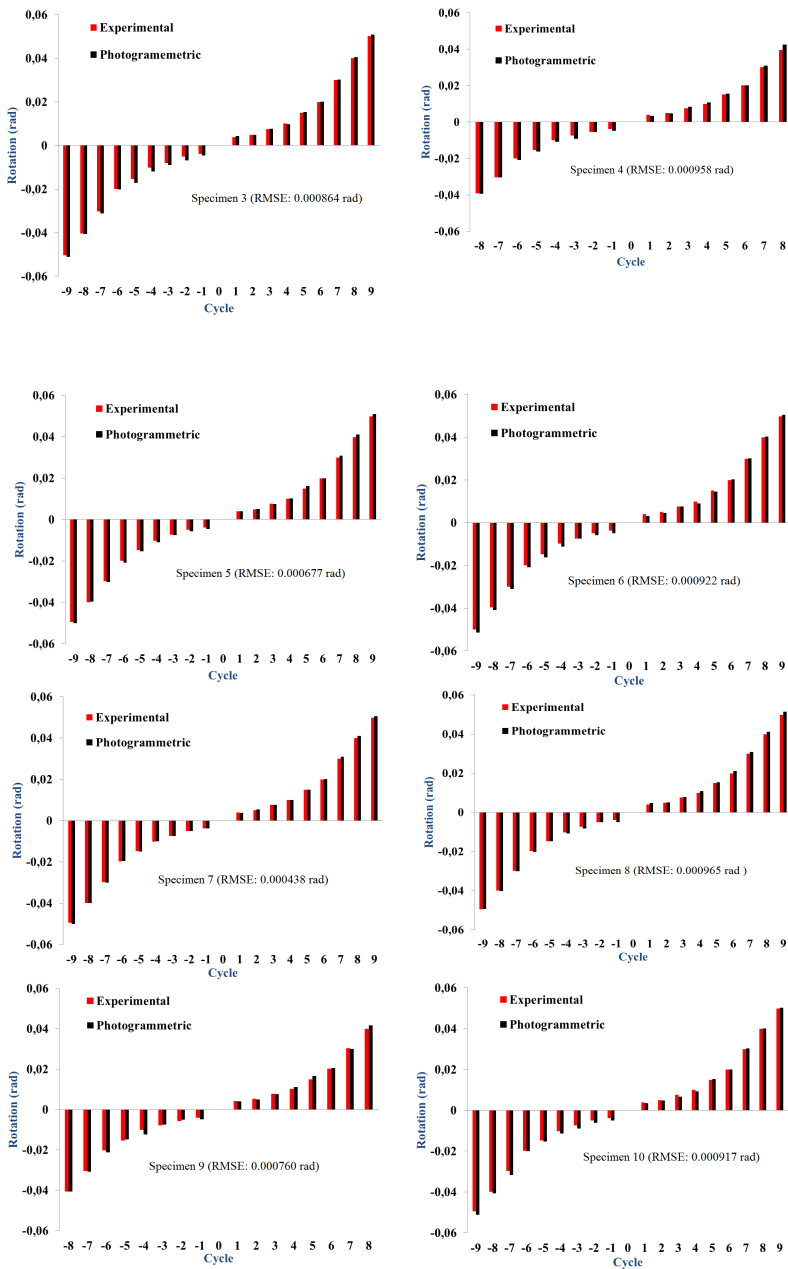 0,06
0,04
0,02
0
-0,02
-0,04
-0,06
Rotation (rad)
Experimental
Photogramemetric
Specimen 3 (RMSE: 0.000864 rad)
-9 -8 -7 -6 -5 -4 -3 -2 -1 0 1 2 3 4 5 6 7 8 9
Cycle
0,06
0,04
0,02
0
-0,02
-0,04
-0,06
Rotation (rad)
Experimental
Photogrammetric
Specimen 4 (RMSE: 0.000958 rad)
-8 -7 -6 -5 -4 -3 -2 -1 0 1 2 3 4 5 6 7 8
Cycle
0,06
0,04
0,02
0
-0,02
-0,04
-0,06
Rotation (rad)
Experimental
Photogrammetric
Specimen 5 (RMSE: 0.000677 rad)
-9 -8 -7 -6 -5 -4 -3 -2 -1 0 1 2 3 4 5 6 7 8 9
Cycle
0,06
0,04
0,02
0
-0,02
-0,04
-0,06
Rotation (rad)
Experimental
Photogrammetric
Specimen 6 (RMSE: 0.000922 rad)
-9 -8 -7 -6 -5 -4 -3 -2 -1 0 1 2 3 4 5 6 7 8 9
Cycle
0,06
0,04
0,02
0
-0,02
-0,04
-0,06
Rotation (rad)
Experimental
Photogrammetric
Specimen 7 (RMSE: 0.000438 rad)
-9 -8 -7 -6 -5 -4 -3 -2 -1 0 1 2 3 4 5 6 7 8 9
Cycle
0,06
0,04
0,02
0
-0,02
-0,04
-0,06
Rotation (rad)
Experimental
Photogrammetric
Specimen 8 (RMSE: 0.000965 rad )
-9 -8 -7 -6 -5 -4 -3 -2 -1 0 1 2 3 4 5 6 7 8 9
Cycle
0,06
0,04
0,02
0
-0,02
-0,04
-0,06
Rotation (rad)
Experimental
Photogrammetric
Specimen 9 (RMSE: 0.000760 rad)
-8 -7 -6 -5 -4 -3 -2 -1 0 1 2 3 4 5 6 7 8
Cycle
0,06
0,04
0,02
0
-0,02
-0,04
-0,06
Rotation (rad)
Experimental
Photogrammetric
Specimen 10 (RMSE: 0.000917 rad)
-9 -8 -7 -6 -5 -4 -3 -2 -1 0 1 2 3 4 5 6 7 8 9
Cycle